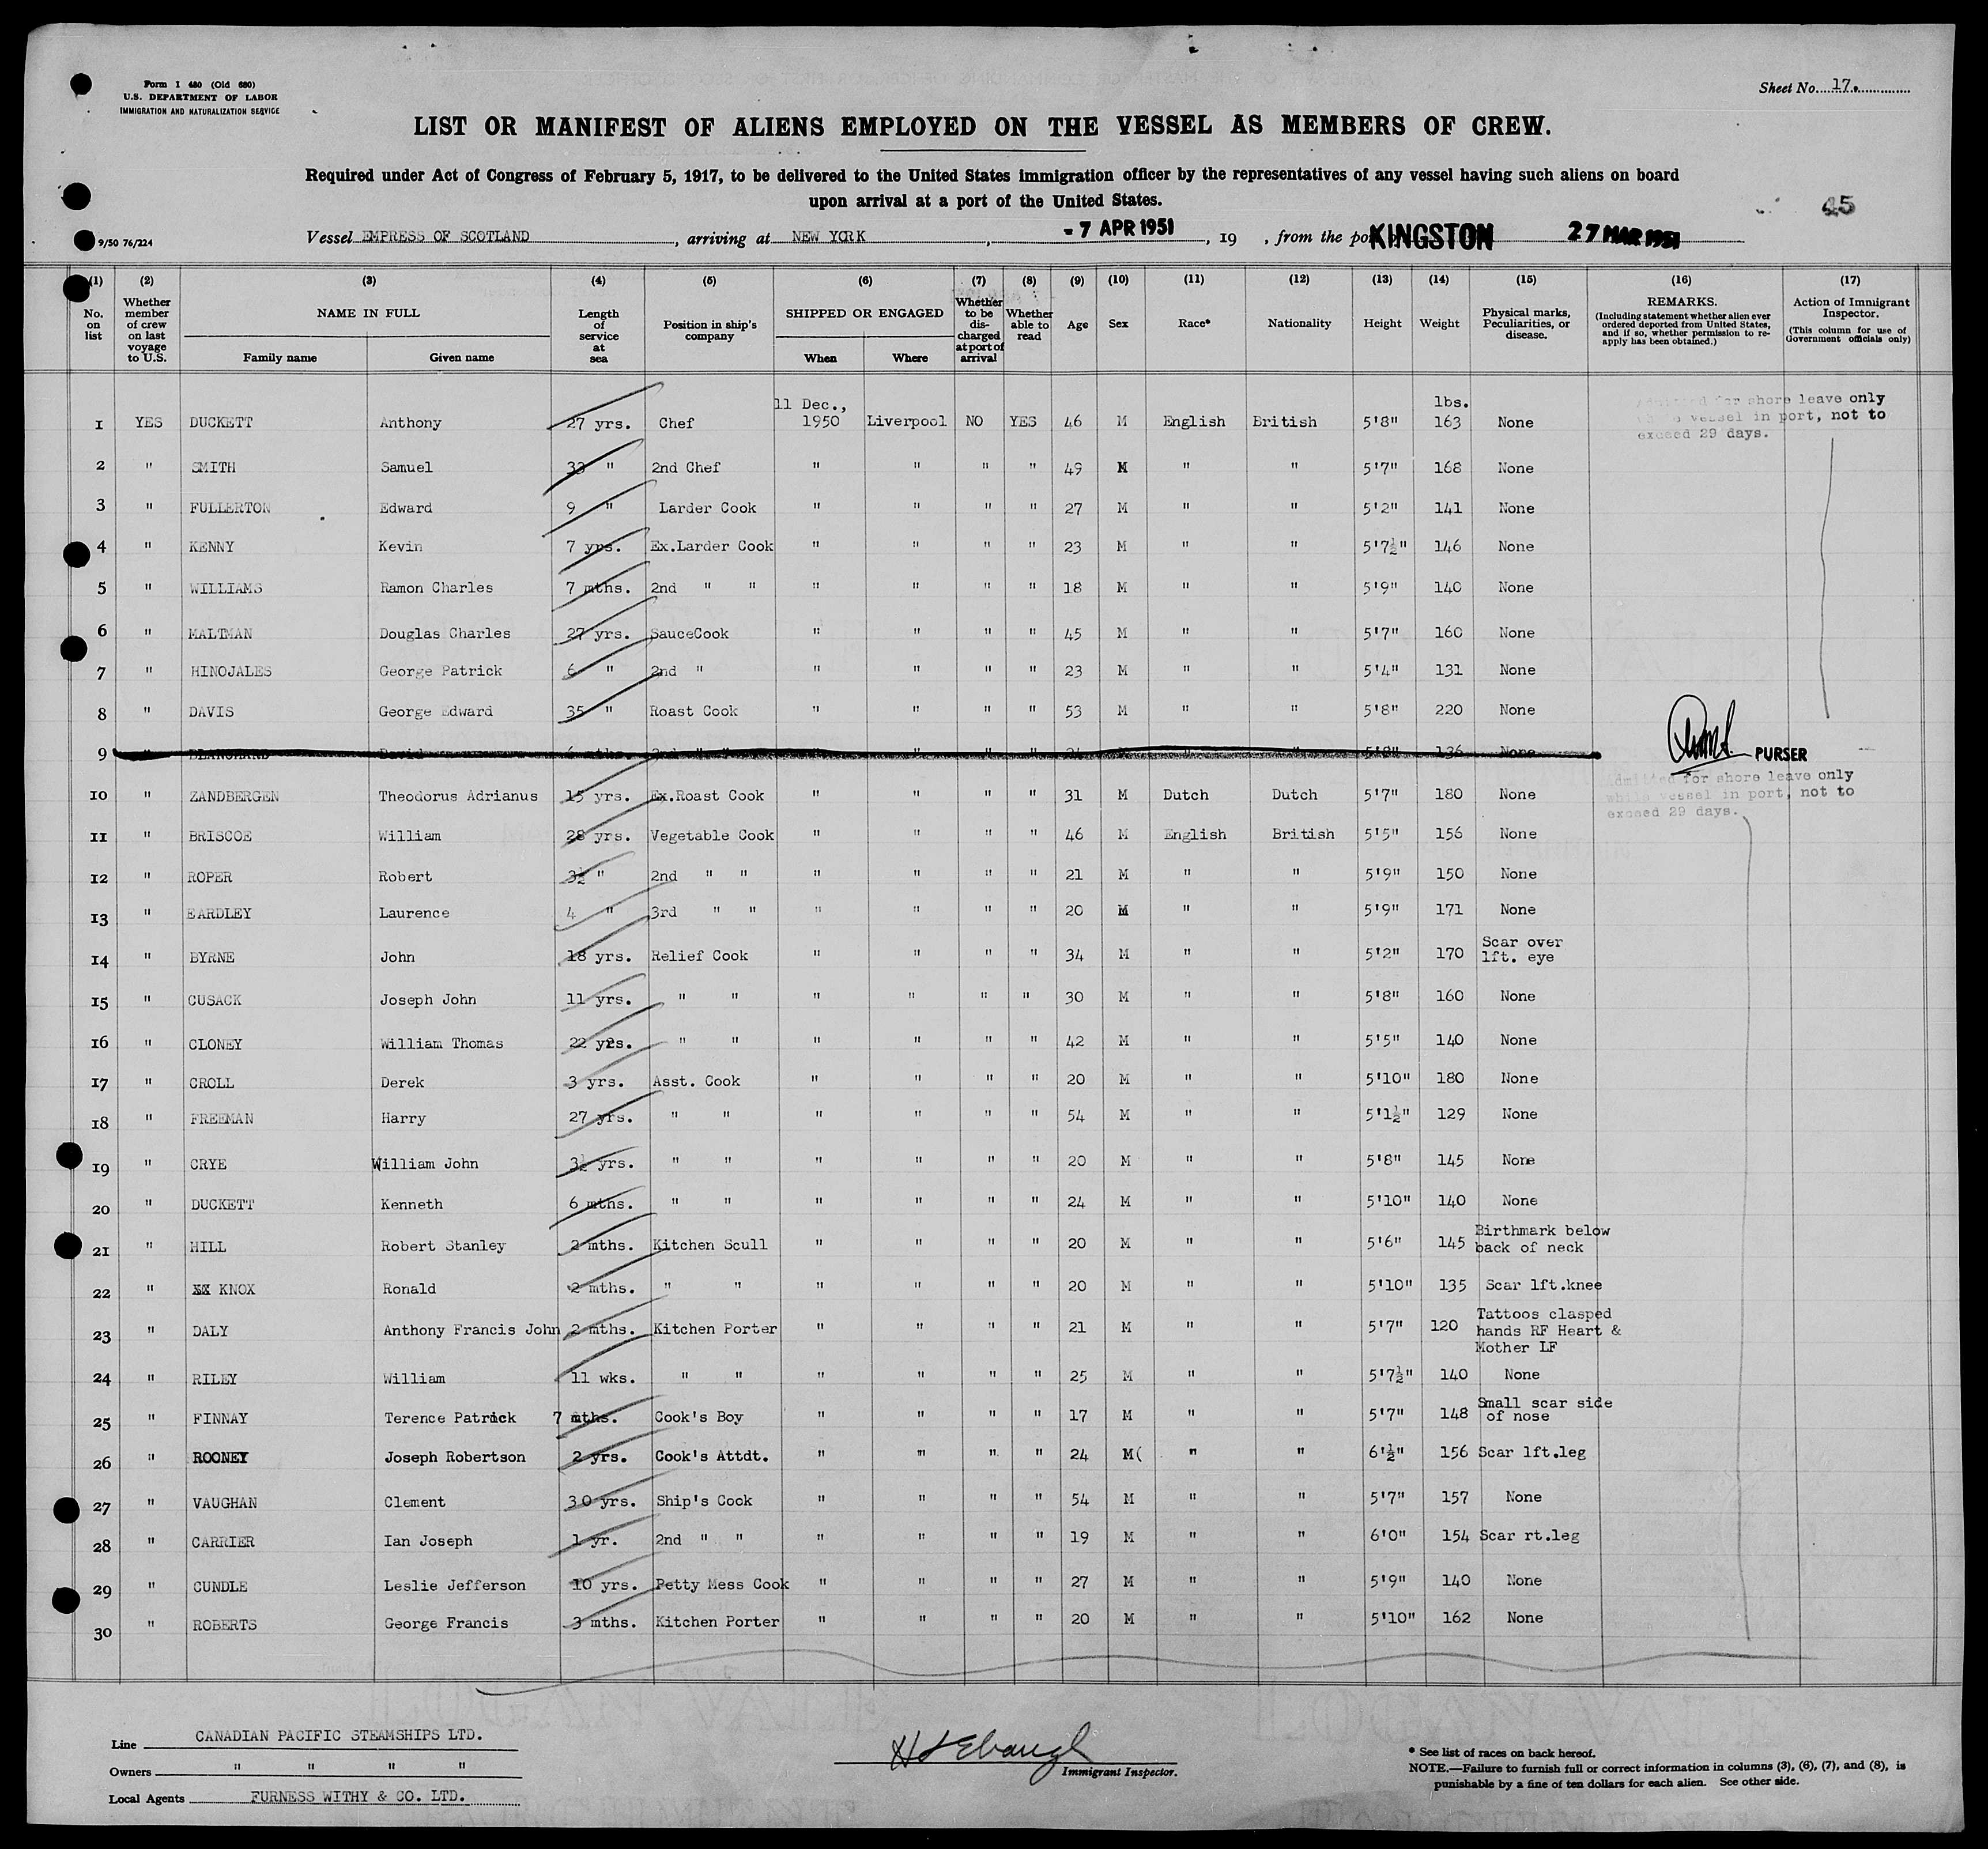 Form I 480 (Old 680)
U.S. DEPARTMENT OF LABOR
IMMIGRATION AND NATURALIZATION SERVICE
Sheet No. 17.
LIST OR MANIFEST OF ALIENS EMPLOYED ON THE VESSEL AS MEMBERS OF CREW.
Required under Act of Congress of February 5, 1917, to be delivered to the United States immigration officer by the representatives of any vessel having such aliens on board
upon arrival at a port of the United States.
45
9/50 76/224
Vessel EMPRESS OF SCOTLAND, arriving at NEW YORK, - 7 APR 1951, 19 , from the port KINGSTON 27 MAR 1951
(1) (2) (3) (4) (5) (6) (7) (8) (9) (10) (11) (12) (13) (14) (15) (16) (17)
No. on list
Whether member of crew on last voyage to U.S.
NAME IN FULL
Family name Given name
Length of service at sea
Position in ship's company
SHIPPED OR ENGAGED
When Where
Whether to be discharged at port of arrival
Whether able to read
Age
Sex
Race*
Nationality
Height
Weight
Physical marks, Peculiarities, or disease.
REMARKS.
(Including statement whether alien ever ordered deported from United States, and if so, whether permission to re-apply has been obtained.)
Action of Immigrant Inspector.
(This column for use of Government officials only)
1 YES DUCKETT Anthony 27 yrs. Chef 11 Dec., 1950 Liverpool NO YES 46 M English British 5'8" lbs. 163 None
Admitted for shore leave only
while vessel in port, not to
exceed 29 days.
2 " SMITH Samuel 33 " 2nd Chef " " " " 49 M " " 5'7" 168 None
3 " FULLERTON Edward 9 " Larder Cook " " " " 27 M " " 5'2" 141 None
4 " KENNY Kevin 7 yrs. Ex.Larder Cook " " " " 23 M " " 5'7½" 146 None
5 " WILLIAMS Ramon Charles 7 mths. 2nd " " " " " " 18 M " " 5'9" 140 None
6 " MALTMAN Douglas Charles 27 yrs. SauceCook " " " " 45 M " " 5'7" 160 None
7 " HINOJALES George Patrick 6 " 2nd " " " " " 23 M " " 5'4" 131 None
8 " DAVIS George Edward 35 " Roast Cook " " " " 53 M " " 5'8" 220 None
9 " BLANCHARD David 6 mths. 2nd " " " " " " 24 M " " 5'8" 136 None
PURSER
10 " ZANDBERGEN Theodorus Adrianus 15 yrs. Ex.Roast Cook " " " " 31 M Dutch Dutch 5'7" 180 None
Admitted for shore leave only
while vessel in port, not to
exceed 29 days.
11 " BRISCOE William 28 yrs. Vegetable Cook " " " " 46 M English British 5'5" 156 None
12 " ROPER Robert 3½ " 2nd " " " " " " 21 M " " 5'9" 150 None
13 " EARDLEY Laurence 4 " 3rd " " " " " " 20 M " " 5'9" 171 None
14 " BYRNE John 18 yrs. Relief Cook " " " " 34 M " " 5'2" 170 Scar over lft. eye
15 " CUSACK Joseph John 11 yrs. " " " " " " 30 M " " 5'8" 160 None
16 " CLONEY William Thomas 22 yrs. " " " " " " 42 M " " 5'5" 140 None
17 " CROLL Derek 3 yrs. Asst. Cook " " " " 20 M " " 5'10" 180 None
18 " FREEMAN Harry 27 yrs. " " " " " " 54 M " " 5'1½" 129 None
19 " CRYE William John 3½ yrs. " " " " " " 20 M " " 5'8" 145 None
20 " DUCKETT Kenneth 6 mths. " " " " " " 24 M " " 5'10" 140 None
21 " HILL Robert Stanley 2 mths. Kitchen Scull " " " " 20 M " " 5'6" 145 Birthmark below back of neck
22 " XX KNOX Ronald 2 mths. " " " " " " 20 M " " 5'10" 135 Scar lft.knee
23 " DALY Anthony Francis John 2 mths. Kitchen Porter " " " " 21 M " " 5'7" 120 Tattoos clasped hands RF Heart & Mother LF
24 " RILEY William 11 wks. " " " " " " 25 M " " 5'7½" 140 None
25 " FINNAY Terence Patrick 7 mths. Cook's Boy " " " " 17 M " " 5'7" 148 Small scar side of nose
26 " ROONEY Joseph Robertson 2 yrs. Cook's Attdt. " " " " 24 M( " " 6'½" 156 Scar lft.leg
27 " VAUGHAN Clement 30 yrs. Ship's Cook " " " " 54 M " " 5'7" 157 None
28 " CARRIER Ian Joseph 1 yr. 2nd " " " " " " 19 M " " 6'0" 154 Scar rt.leg
29 " CUNDLE Leslie Jefferson 10 yrs. Petty Mess Cook " " " " 27 M " " 5'9" 140 None
30 " ROBERTS George Francis 3 mths. Kitchen Porter " " " " 20 M " " 5'10" 162 None
Line CANADIAN PACIFIC STEAMSHIPS LTD.
Owners " " " "
Local Agents FURNESS WITHY & CO. LTD.
Immigrant Inspector.
* See list of races on back hereof.
NOTE.—Failure to furnish full or correct information in columns (3), (6), (7), and (8), is
punishable by a fine of ten dollars for each alien. See other side.